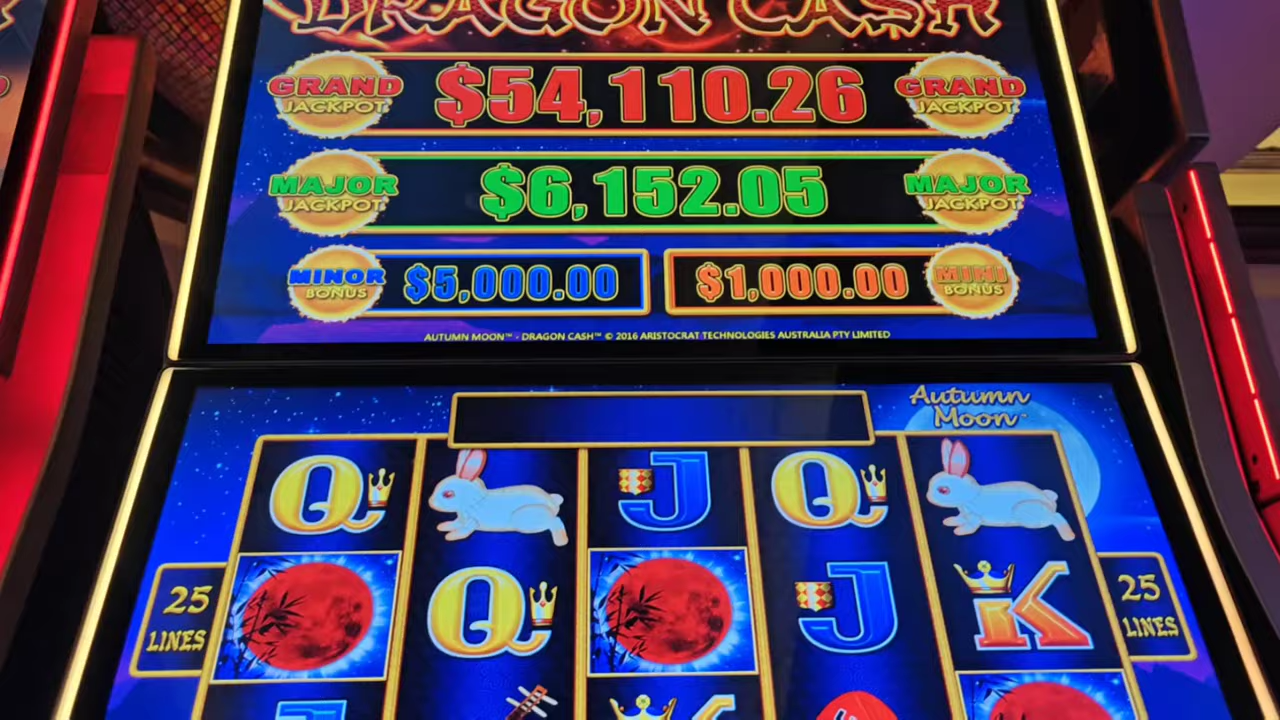 DRAGON CASH
GRAND JACKPOT
$54,110.26
GRAND JACKPOT
MAJOR JACKPOT
$6,152.05
MAJOR JACKPOT
MINOR BONUS
$5,000.00
$1,000.00
MINI BONUS
AUTUMN MOON™ - DRAGON CASH™ © 2016 ARISTOCRAT TECHNOLOGIES AUSTRALIA PTY LIMITED
Autumn Moon™
Q
J
Q
25 LINES
Q
J
K
25 LINES
J
K